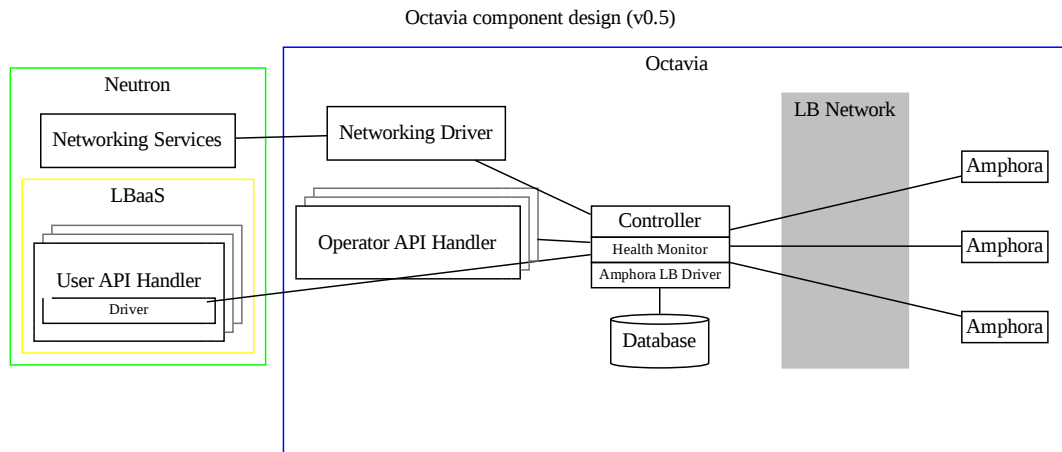 Octavia component design (v0.5)
Neutron
Networking Services
LBaaS
User API Handler
Driver
Octavia
Networking Driver
Operator API Handler
Controller
Health Monitor
Amphora LB Driver
Database
LB Network
Amphora
Amphora
Amphora